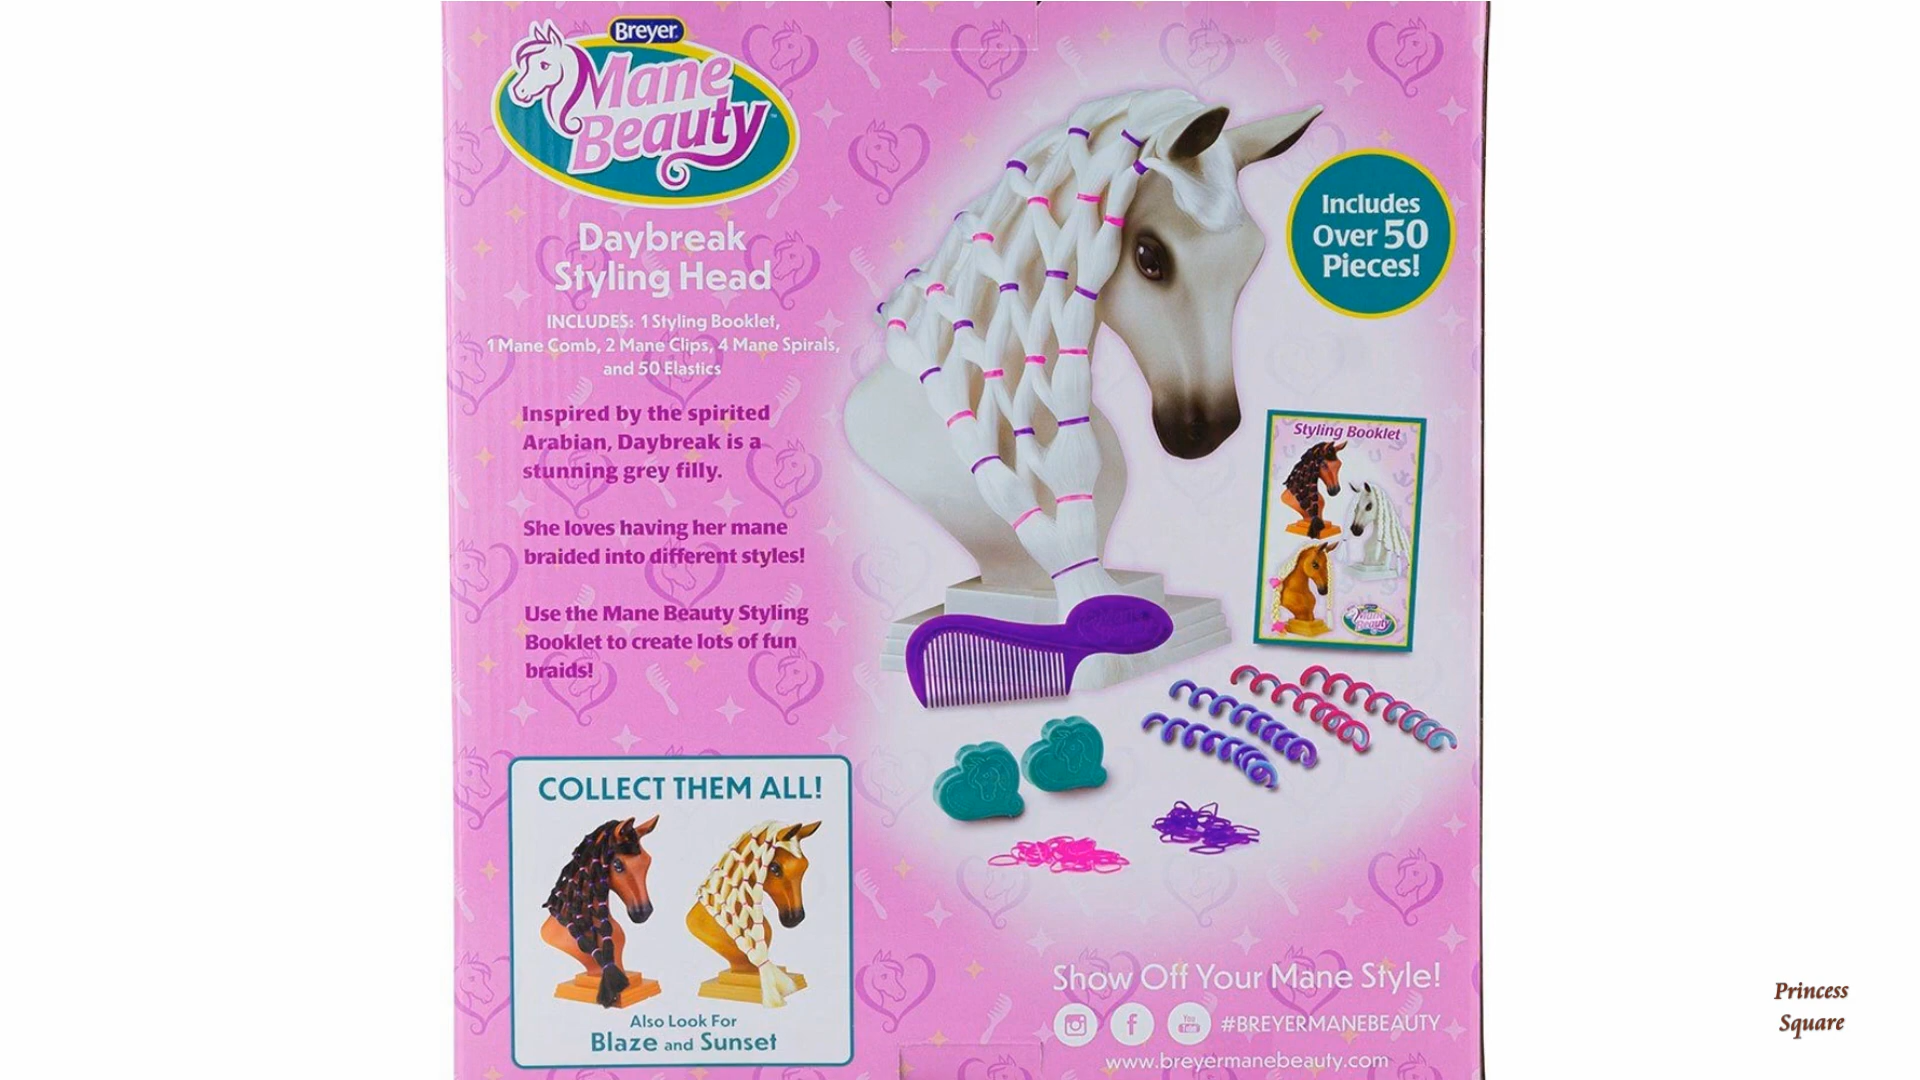 Breyer
Mane
Beauty
Daybreak
Styling Head
INCLUDES: 1 Styling Booklet,
1 Mane Comb, 2 Mane Clips, 4 Mane Spirals,
and 50 Elastics
Inspired by the spirited
Arabian, Daybreak is a
stunning grey filly.
She loves having her mane
braided into different styles!
Use the Mane Beauty Styling
Booklet to create lots of fun
braids!
COLLECT THEM ALL!
Also Look For
Blaze and Sunset
Includes
Over 50
Pieces!
Styling Booklet
Mane
Beauty
Show Off Your Mane Style!
You
Tube
#BREYERMANEBEAUTY
www.breyermanebeauty.com
Princess
Square